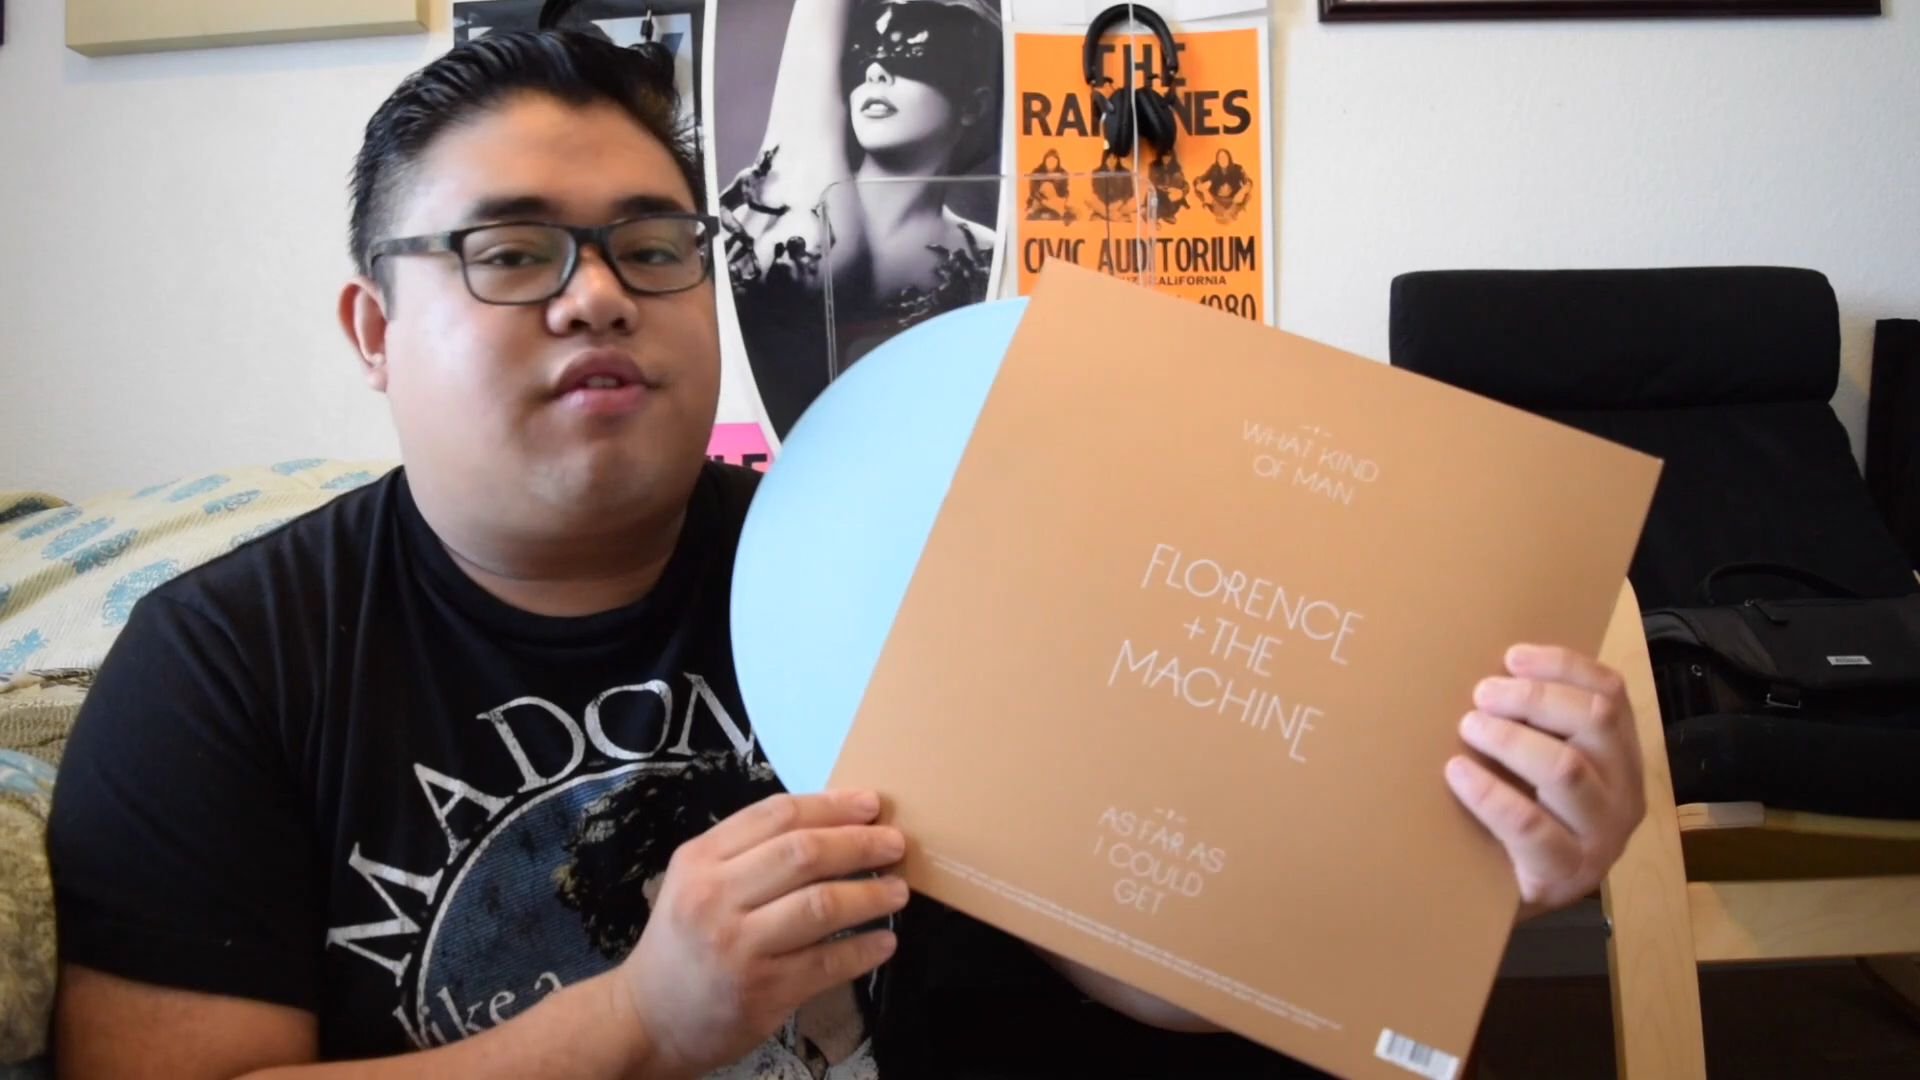 THE
RAMONES
CIVIC AUDITORIUM
CALIFORNIA
1980
WHAT KIND
OF MAN
FLORENCE
+ THE
MACHINE
AS FAR AS
I COULD
GET
MADON
like a